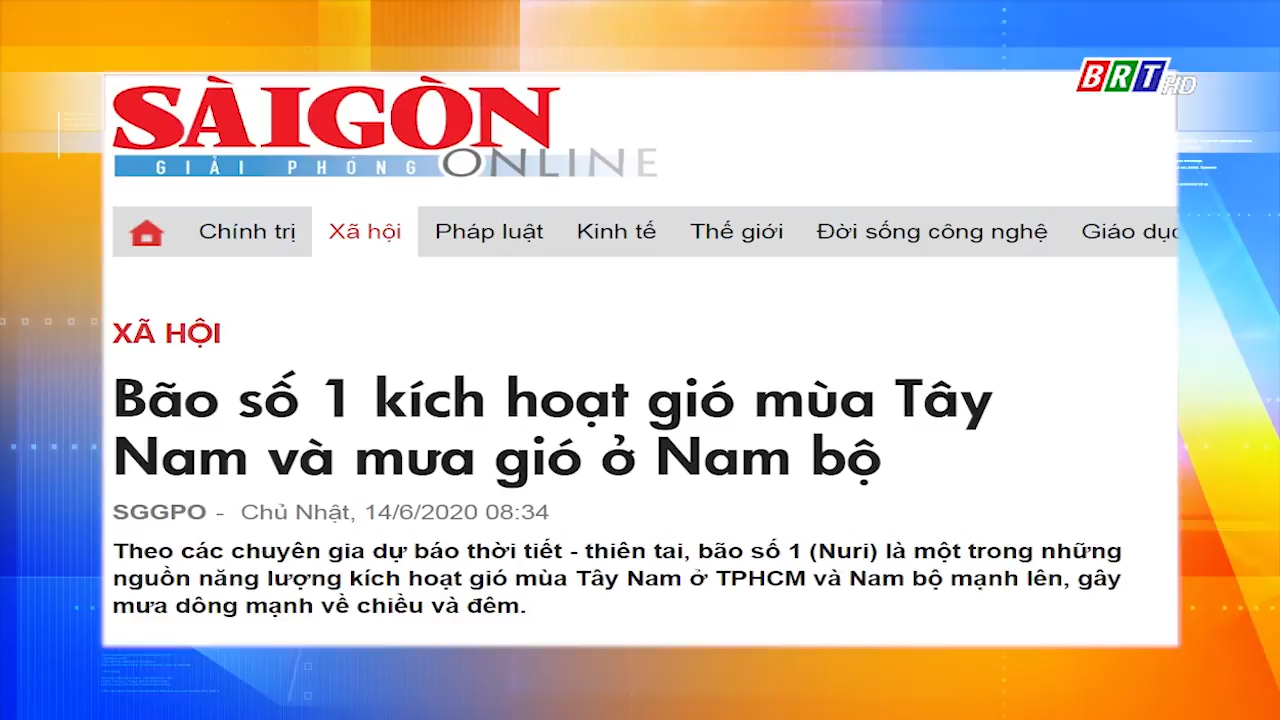 BRT HD
SÀIGÒN
GIẢI PHÓNG ONLINE
Chính trị Xã hội Pháp luật Kinh tế Thế giới Đời sống công nghệ Giáo dục
XÃ HỘI
Bão số 1 kích hoạt gió mùa Tây
Nam và mưa gió ở Nam bộ
SGGPO - Chủ Nhật, 14/6/2020 08:34
Theo các chuyên gia dự báo thời tiết - thiên tai, bão số 1 (Nuri) là một trong những
nguồn năng lượng kích hoạt gió mùa Tây Nam ở TPHCM và Nam bộ mạnh lên, gây
mưa dông mạnh về chiều và đêm.